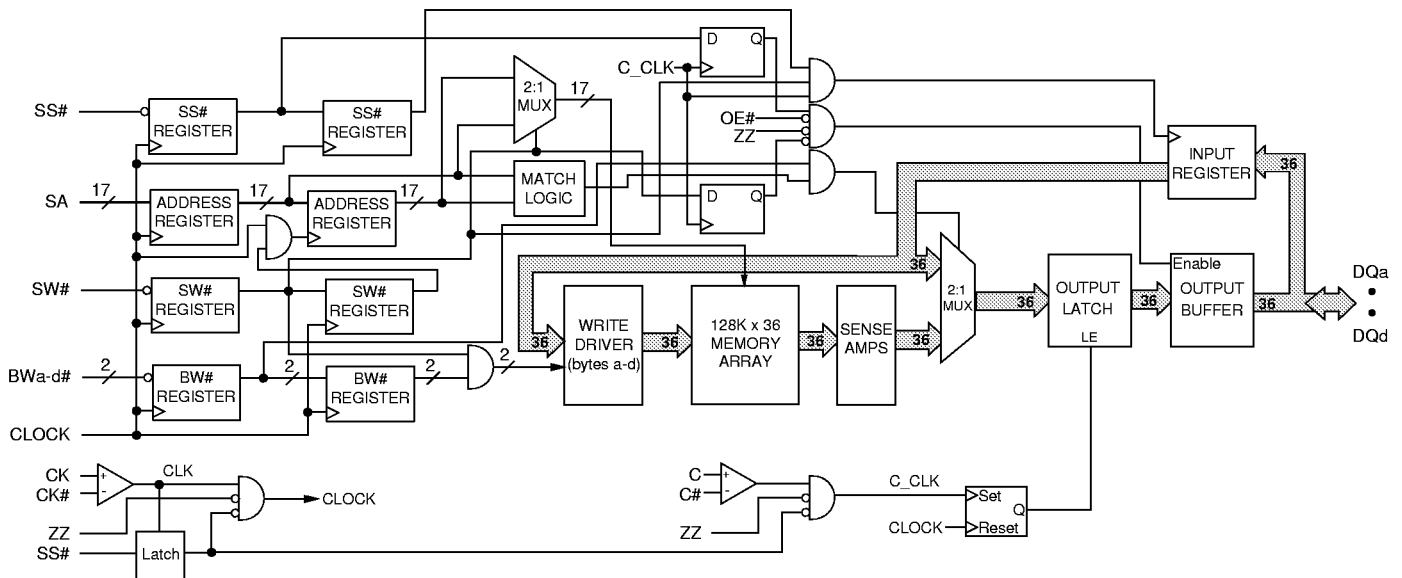 SS#
SS#
REGISTER
SS#
REGISTER
2:1
MUX
17
C_CLK
D Q
OE#
ZZ
INPUT
REGISTER
36
SA
17
ADDRESS
REGISTER
17
ADDRESS
REGISTER
17
MATCH
LOGIC
D Q
SW#
SW#
REGISTER
SW#
REGISTER
36
36
WRITE
DRIVER
(bytes a-d)
36
128K x 36
MEMORY
ARRAY
36
SENSE
AMPS
36
2:1
MUX
36
OUTPUT
LATCH
LE
36
Enable
OUTPUT
BUFFER
36
DQa
DQd
BWa-d#
2
BW#
REGISTER
2
BW#
REGISTER
2
2
CLOCK
CK
CK#
+
-
CLK
CLOCK
ZZ
SS#
Latch
C
C#
+
-
ZZ
C_CLK
CLOCK
Set
Q
Reset